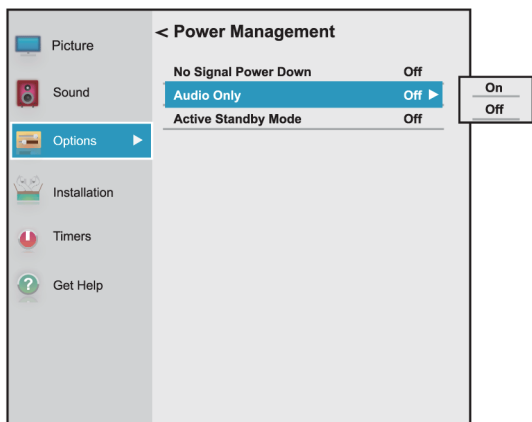 < Power Management
Picture
Sound
Options
Installation
Timers
Get Help
No Signal Power Down Off
Audio Only Off
Active Standby Mode Off
On
Off